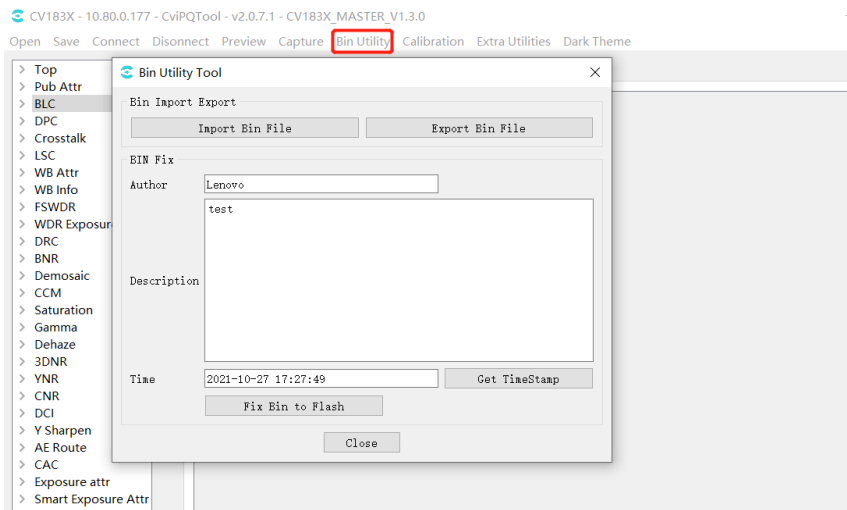 CV183X - 10.80.0.177 - CviPQTool - v2.0.7.1 - CV183X_MASTER_V1.3.0
Open Save Connect Disonnect Preview Capture Bin Utility Calibration Extra Utilities Dark Theme
Top
Pub Attr
BLC
DPC
Crosstalk
LSC
WB Attr
WB Info
FSWDR
WDR Exposur
DRC
BNR
Demosaic
CCM
Saturation
Gamma
Dehaze
3DNR
YNR
CNR
DCI
Y Sharpen
AE Route
CAC
Exposure attr
Smart Exposure Attr
Bin Utility Tool
Bin Import Export
Import Bin File Export Bin File
BIN Fix
Author Lenovo
test
Description
Time 2021-10-27 17:27:49 Get TimeStamp
Fix Bin to Flash
Close